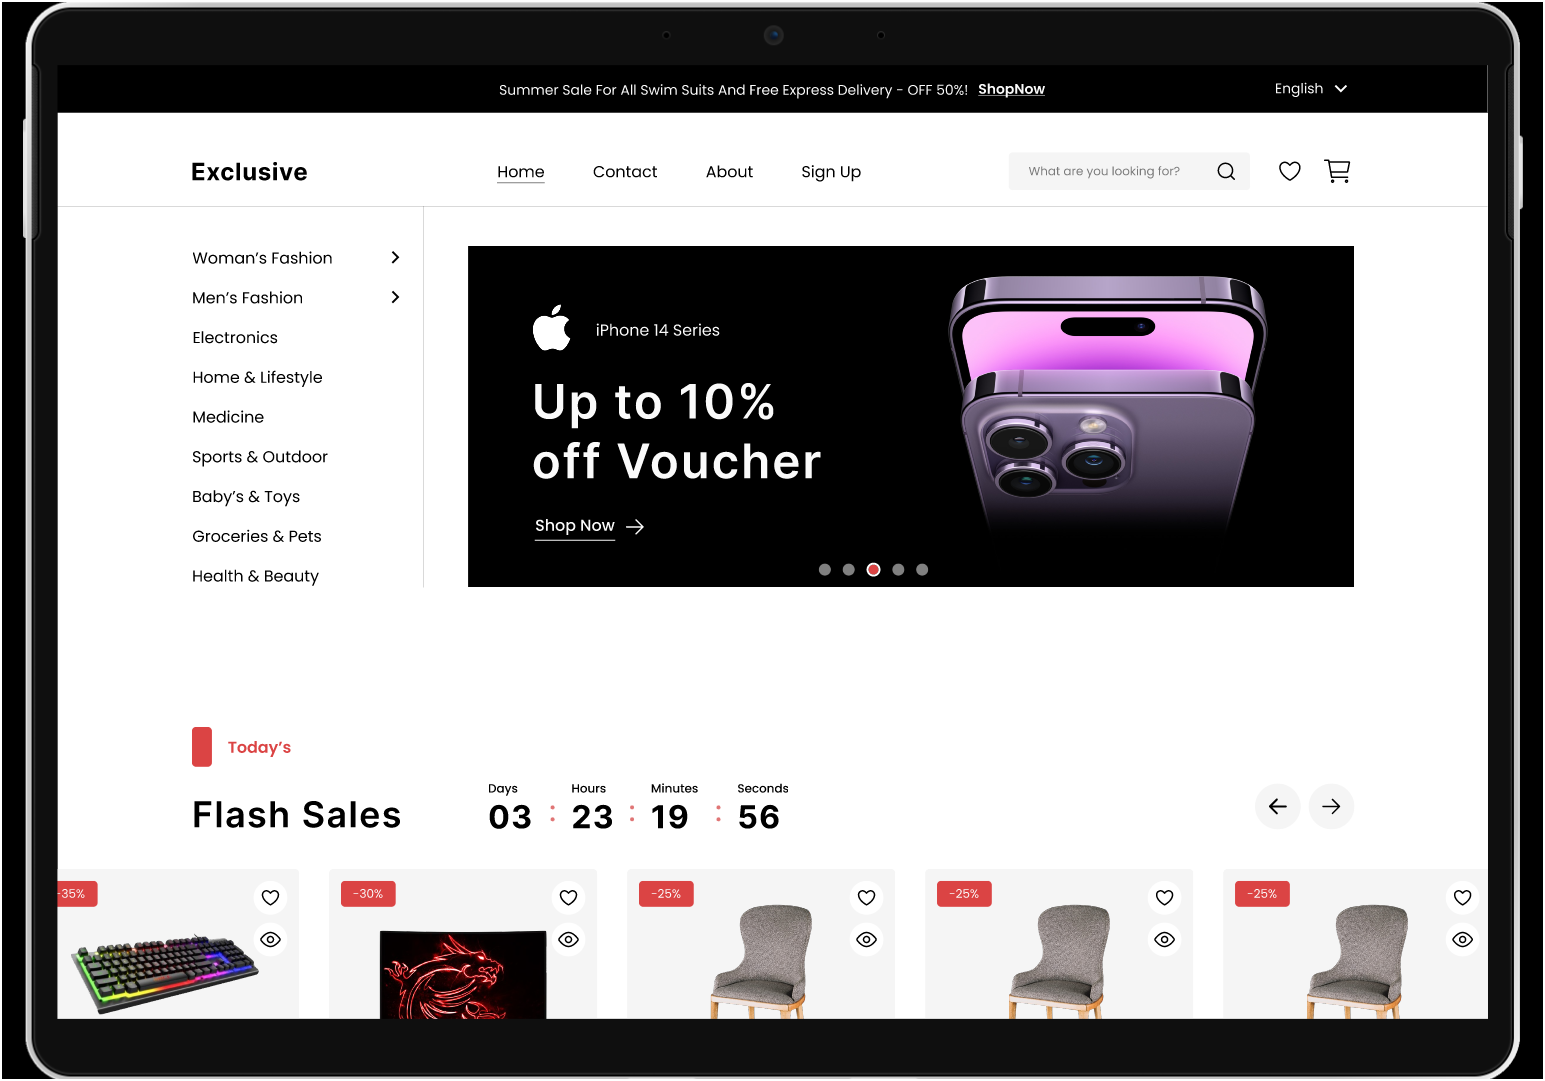 Summer Sale For All Swim Suits And Free Express Delivery - OFF 50%! ShopNow
English
Exclusive
Home
Contact
About
Sign Up
What are you looking for?
Woman's Fashion
Men's Fashion
Electronics
Home & Lifestyle
Medicine
Sports & Outdoor
Baby's & Toys
Groceries & Pets
Health & Beauty
iPhone 14 Series
Up to 10%
off Voucher
Shop Now
Today's
Flash Sales
Days
Hours
Minutes
Seconds
03 : 23 : 19 : 56
-35%
-30%
-25%
-25%
-25%